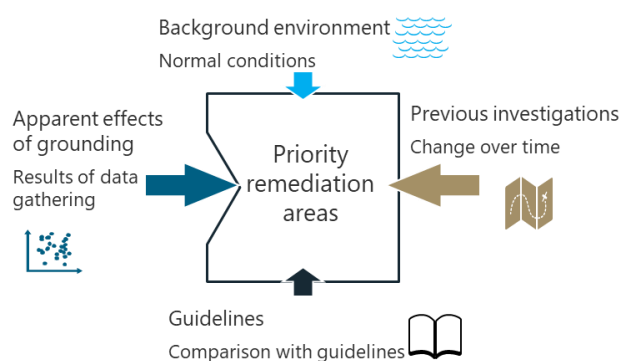 Background environment
Normal conditions
Apparent effects
of grounding
Results of data
gathering
Priority
remediation
areas
Previous investigations
Change over time
Guidelines
Comparison with guidelines